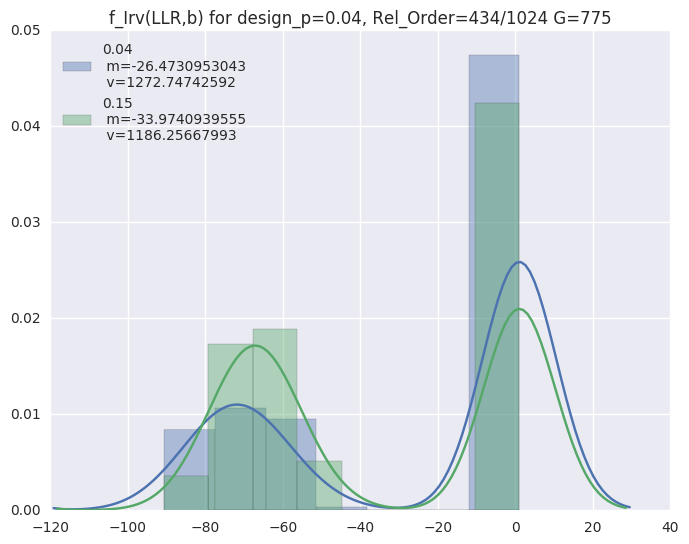 f_Irv(LLR,b) for design_p=0.04, Rel_Order=434/1024 G=775
0.05
0.04
0.03
0.02
0.01
0.00
0.04
m=-26.4730953043
v=1272.74742592
0.15
m=-33.9740939555
v=1186.25667993
−120 −100 −80 −60 −40 −20 0 20 40